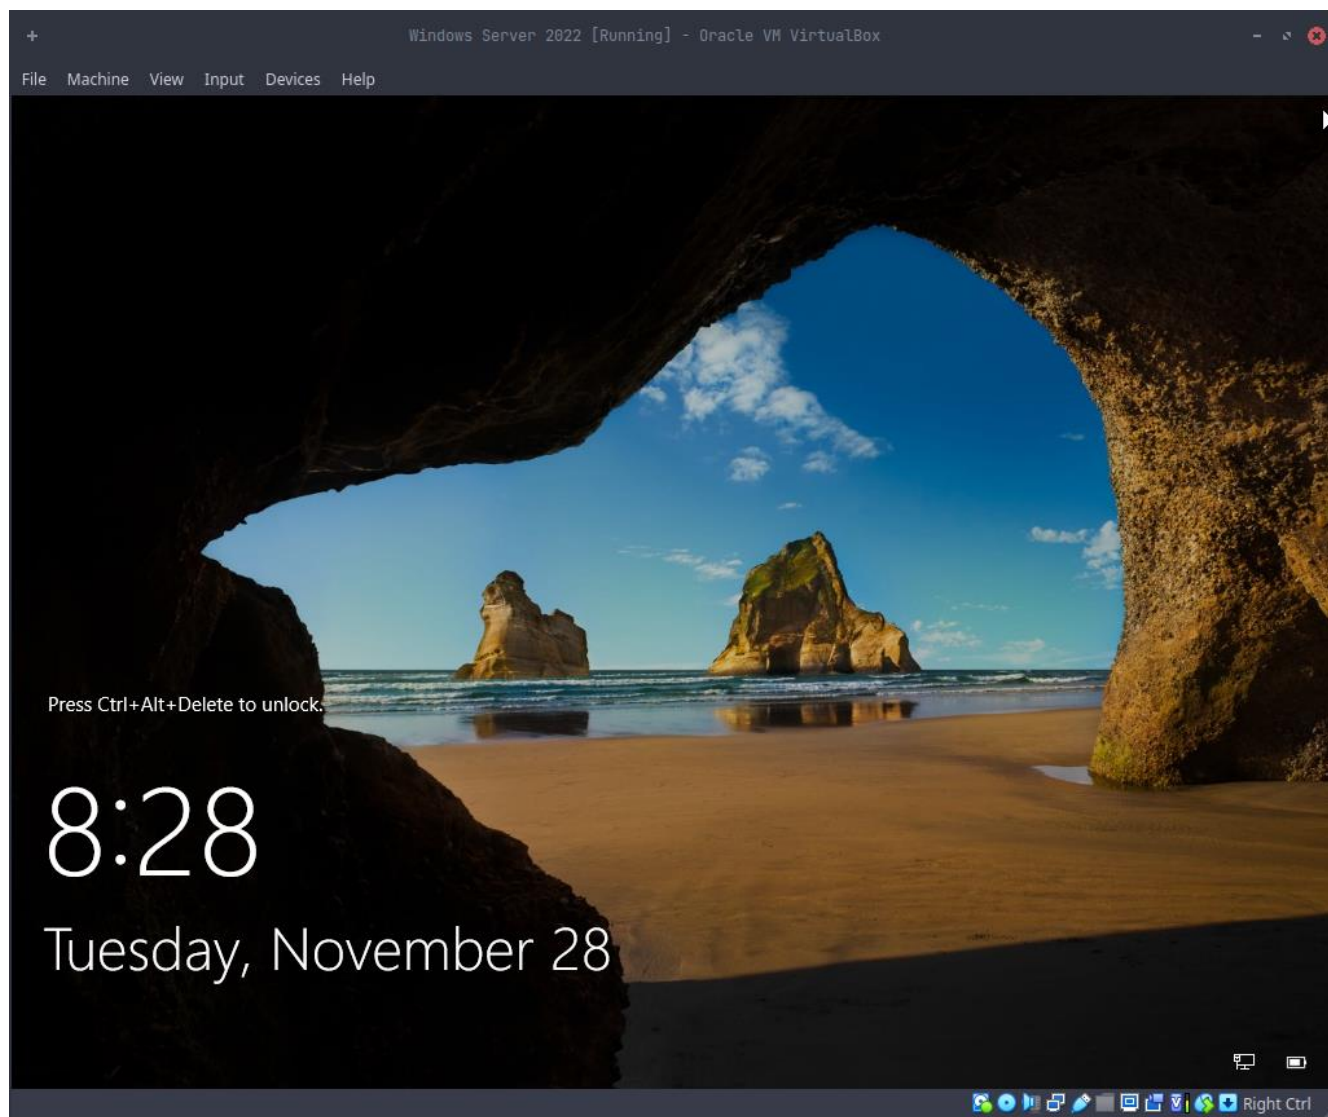 Windows Server 2022 [Running] - Oracle VM VirtualBox
File Machine View Input Devices Help
Press Ctrl+Alt+Delete to unlock.
8:28
Tuesday, November 28
Right Ctrl